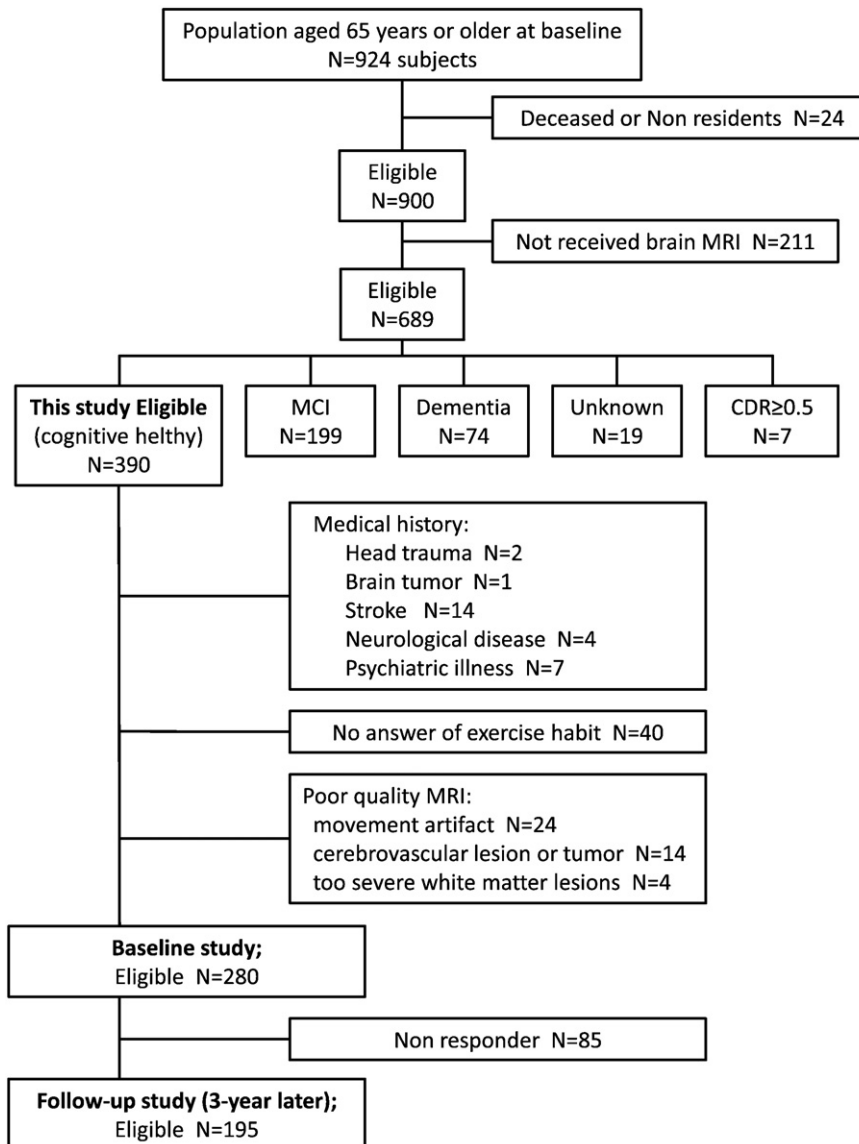 Population aged 65 years or older at baseline
N=924 subjects
Deceased or Non residents N=24
Eligible
N=900
Not received brain MRI N=211
Eligible
N=689
This study Eligible
(cognitive helthy)
N=390
MCI
N=199
Dementia
N=74
Unknown
N=19
CDR≥0.5
N=7
Medical history:
Head trauma N=2
Brain tumor N=1
Stroke N=14
Neurological disease N=4
Psychiatric illness N=7
No answer of exercise habit N=40
Poor quality MRI:
movement artifact N=24
cerebrovascular lesion or tumor N=14
too severe white matter lesions N=4
Baseline study;
Eligible N=280
Non responder N=85
Follow-up study (3-year later);
Eligible N=195